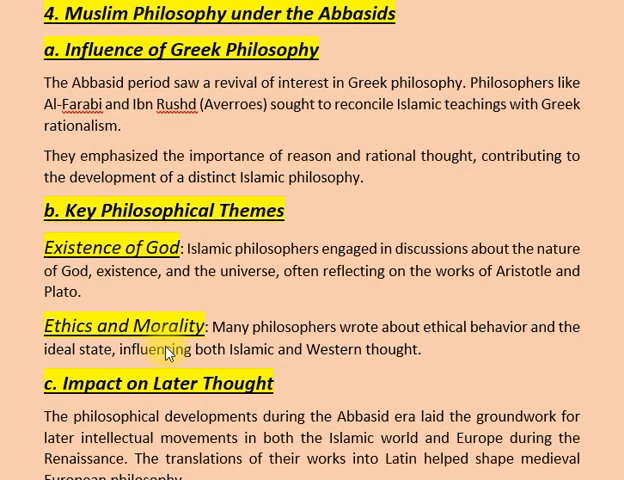 4. Muslim Philosophy under the Abbasids
a. Influence of Greek Philosophy
The Abbasid period saw a revival of interest in Greek philosophy. Philosophers like
Al-Farabi and Ibn Rushd (Averroes) sought to reconcile Islamic teachings with Greek
rationalism.
They emphasized the importance of reason and rational thought, contributing to
the development of a distinct Islamic philosophy.
b. Key Philosophical Themes
Existence of God: Islamic philosophers engaged in discussions about the nature
of God, existence, and the universe, often reflecting on the works of Aristotle and
Plato.
Ethics and Morality: Many philosophers wrote about ethical behavior and the
ideal state, influencing both Islamic and Western thought.
c. Impact on Later Thought
The philosophical developments during the Abbasid era laid the groundwork for
later intellectual movements in both the Islamic world and Europe during the
Renaissance. The translations of their works into Latin helped shape medieval
European philosophy.